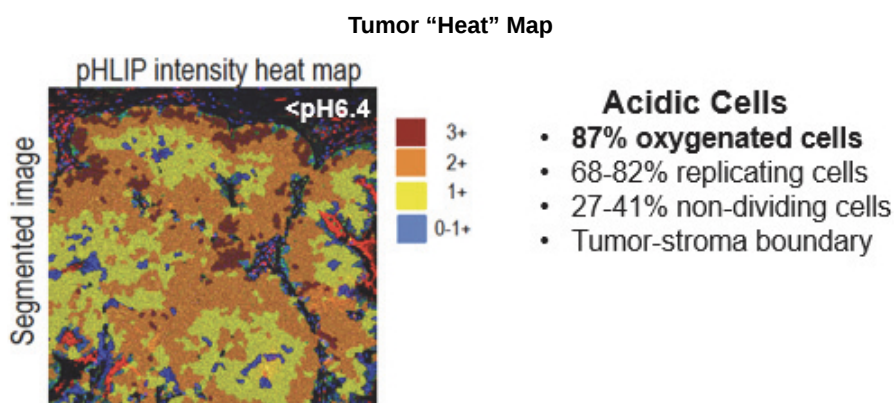 Tumor “Heat” Map
pHLIP intensity heat map
<pH6.4
Segmented image
3+
2+
1+
0-1+
Acidic Cells
• 87% oxygenated cells
• 68-82% replicating cells
• 27-41% non-dividing cells
• Tumor-stroma boundary